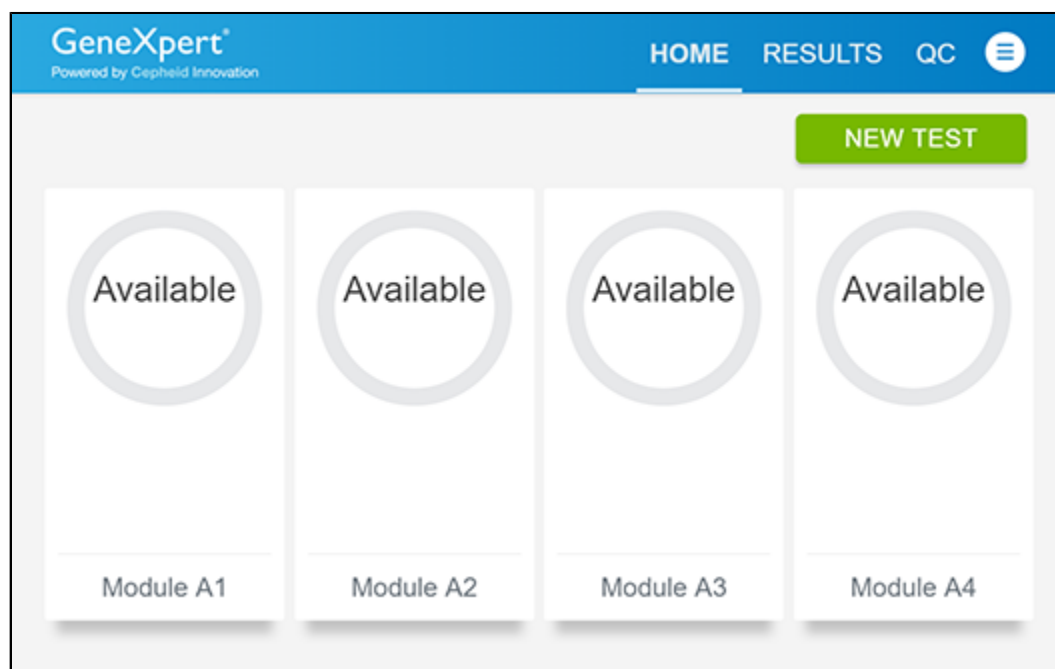 GeneXpert®
Powered by Cepheid Innovation
HOME RESULTS QC
NEW TEST
Available Available Available Available
Module A1 Module A2 Module A3 Module A4